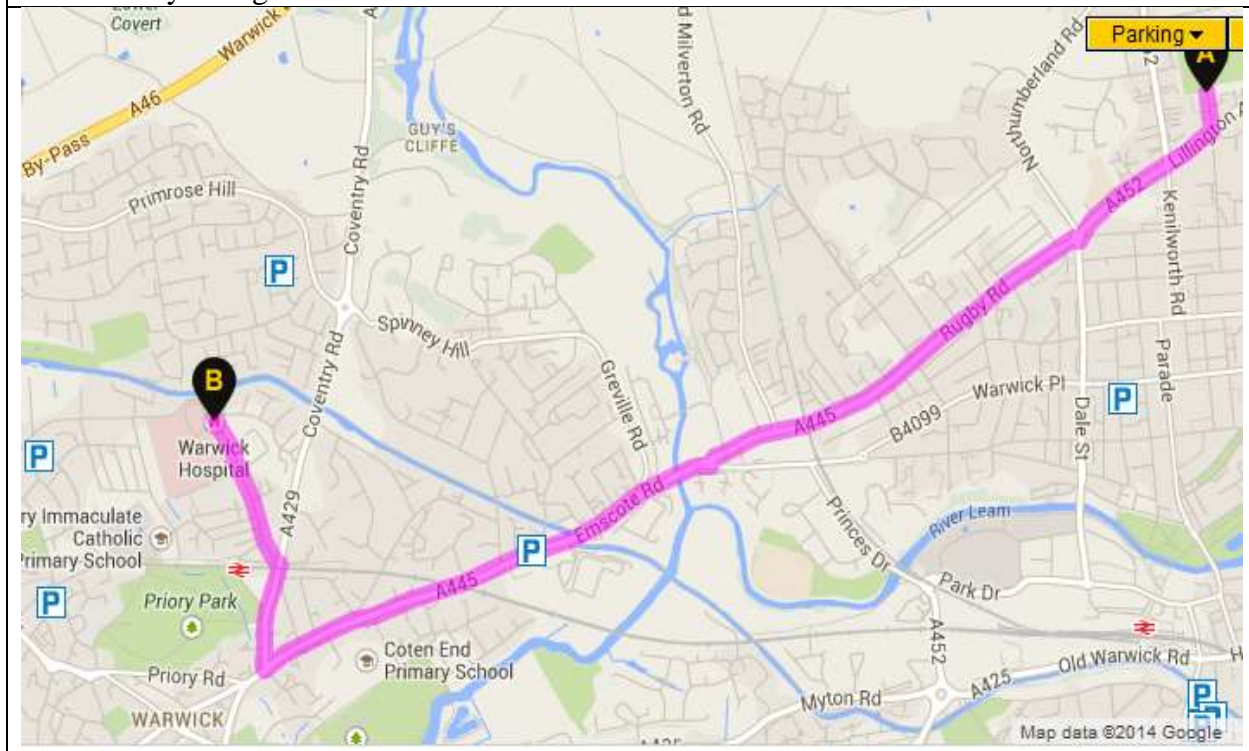 Covert
Warwick
A46
By-Pass
GUY'S
CLIFFE
Milverton Rd
Northumberland Rd
Parking
A
Lillington
A452
Kenilworth Rd
Primrose Hill
Coventry Rd
P
Spinney Hill
Coventry Rd
Greville Rd
Rugby Rd
Parade
Warwick Pl
P
B
Warwick
Hospital
P
A445
B4099
Dale St
A429
Emscote Rd
Immaculate
Catholic
Primary School
P
A445
Princes Dr
River Leam
Park Dr
P
Priory Park
Coten End
Primary School
Priory Rd
WARWICK
A452
Old Warwick Rd
A425
Myton Rd
P
Map data ©2014 Google